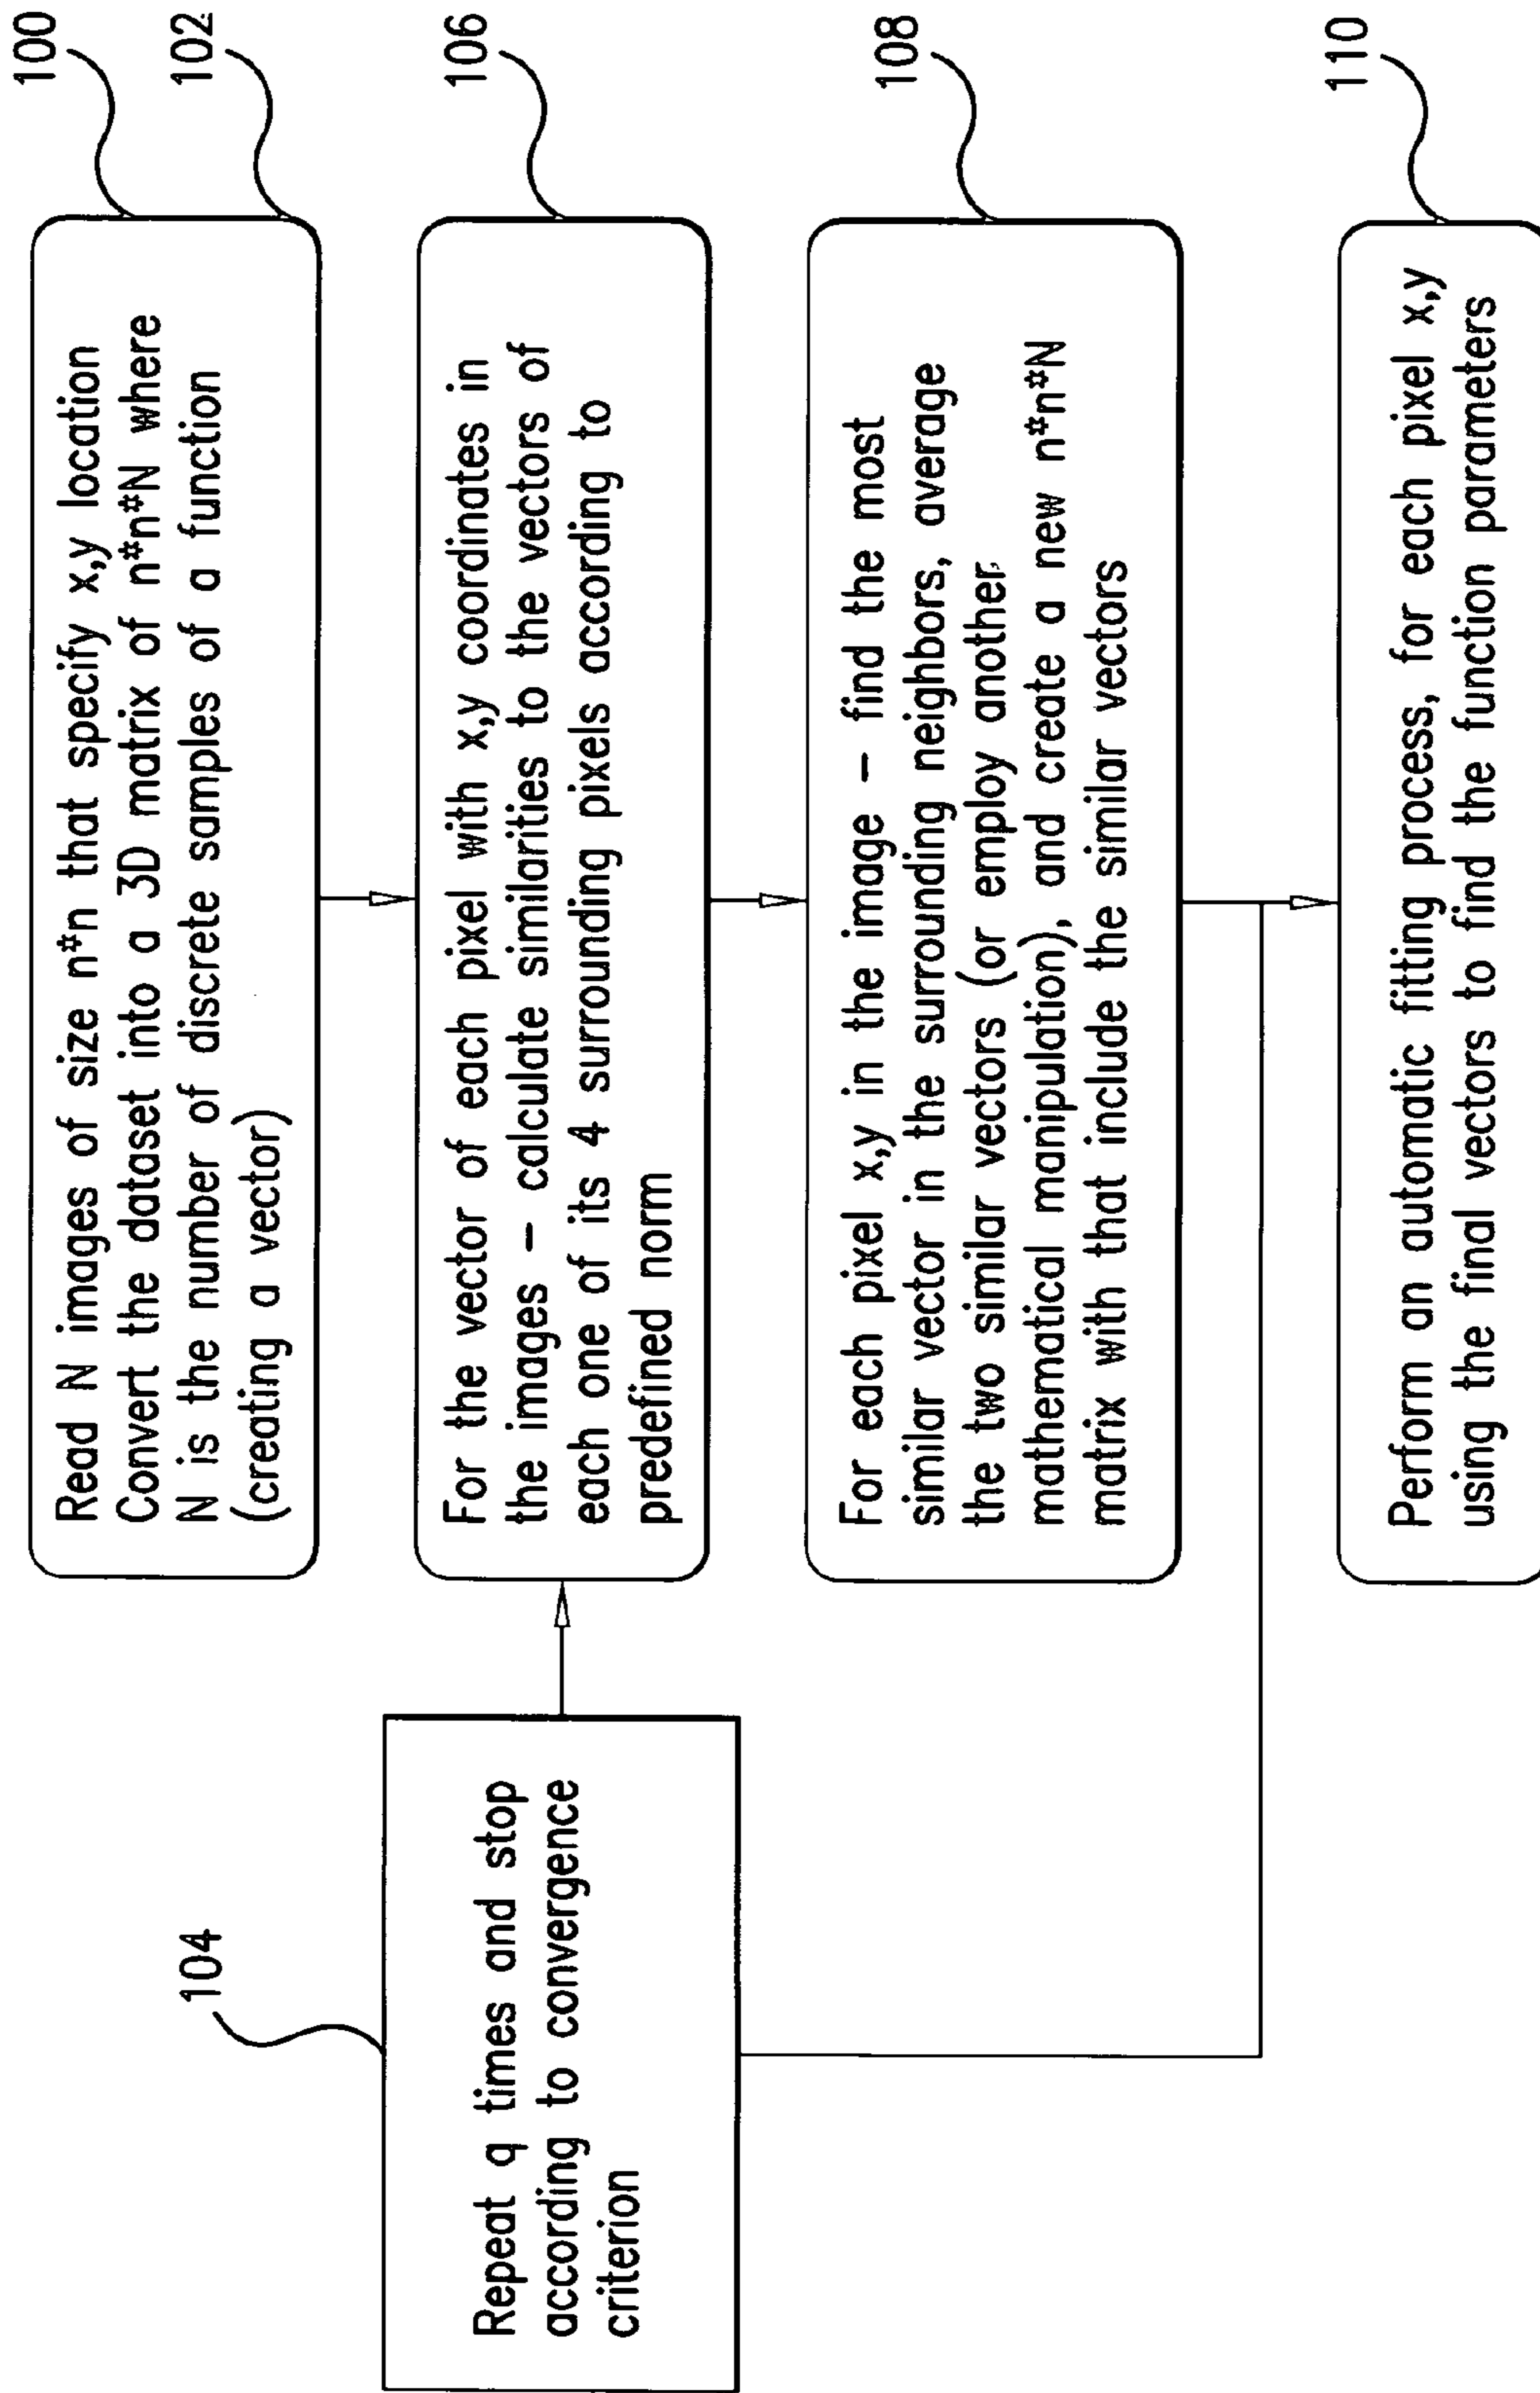 Read N images of size n*n that specify x,y location
Convert the dataset into a 3D matrix of n*n*N where
N is the number of discrete samples of a function
(creating a vector)
100
102
Repeat q times and stop
according to convergence
criterion
104
For the vector of each pixel with x,y coordinates in
the images – calculate similarities to the vectors of
each one of its 4 surrounding pixels according to
predefined norm
106
For each pixel x,y in the image – find the most
similar vector in the surrounding neighbors, average
the two similar vectors (or employ another
mathematical manipulation), and create a new n*n*N
matrix with that include the similar vectors
108
Perform an automatic fitting process, for each pixel x,y
using the final vectors to find the function parameters
110